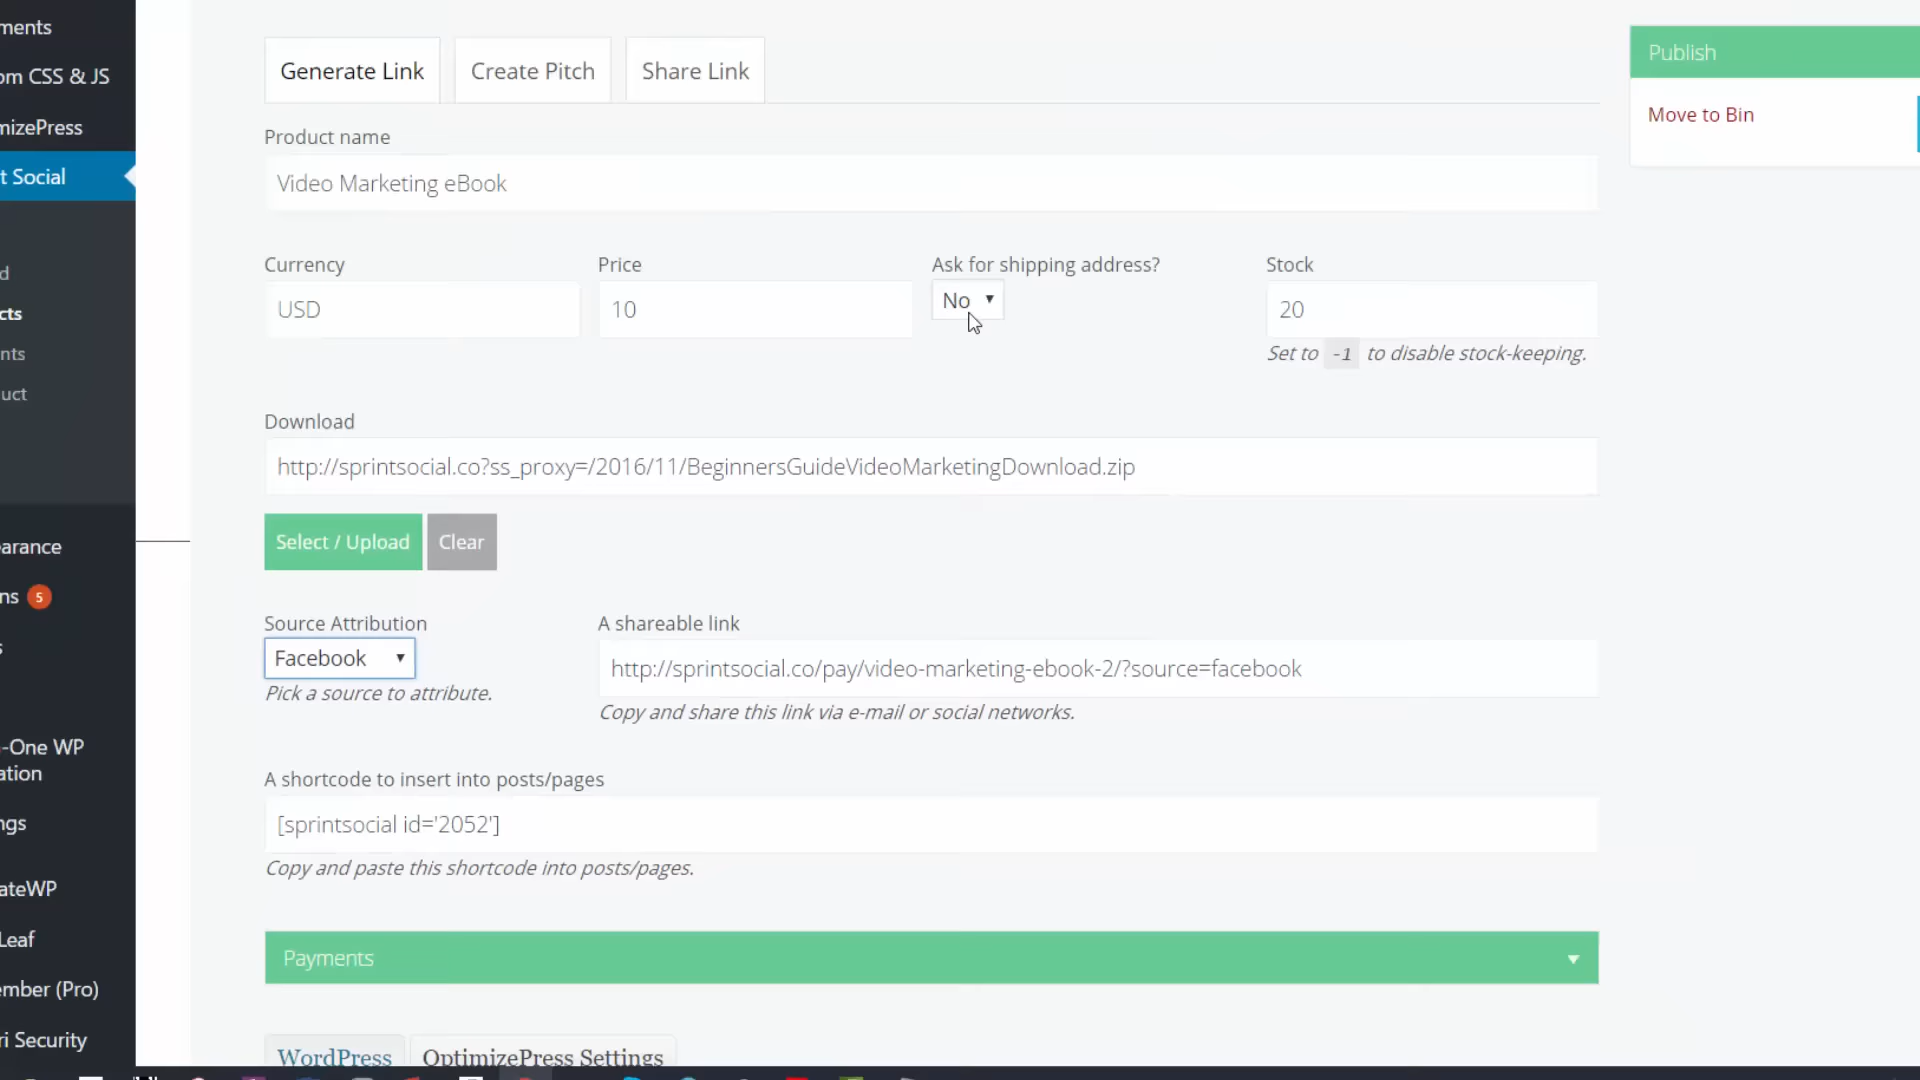 ments
om CSS & JS
mizePress
t Social
d
cts
nts
uct
earance
ns 5
s
-One WP
ation
ngs
ateWP
Leaf
ember (Pro)
ri Security
Generate Link
Create Pitch
Share Link
Product name
Video Marketing eBook
Currency
Price
Ask for shipping address?
Stock
USD
10
No
20
Set to -1 to disable stock-keeping.
Download
http://sprintsocial.co?ss_proxy=/2016/11/BeginnersGuideVideoMarketingDownload.zip
Select / Upload
Clear
Source Attribution
A shareable link
Facebook
http://sprintsocial.co/pay/video-marketing-ebook-2/?source=facebook
Pick a source to attribute.
Copy and share this link via e-mail or social networks.
A shortcode to insert into posts/pages
[sprintsocial id='2052']
Copy and paste this shortcode into posts/pages.
Payments
WordPress
OptimizePress Settings
Publish
Move to Bin